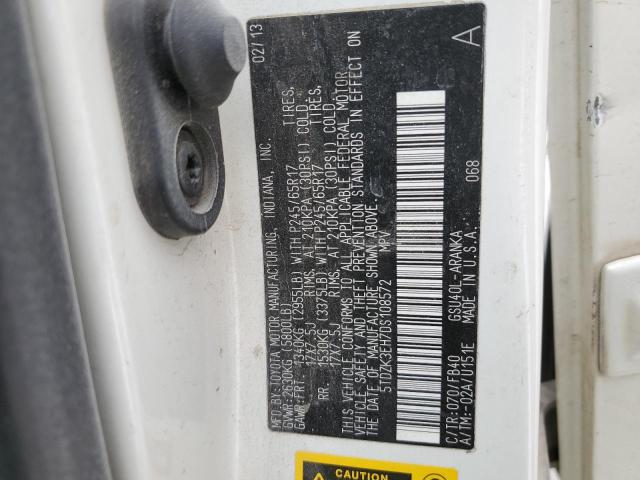 MFD.BY:TOYOTA MOTOR MANUFACTURING, INDIANA, INC. 02/13
GVWR:2630KG (5800LB)
GAWR:FRT. 1340KG (2955LB) WITH P245/65R17 TIRES,
17X7.5J RIMS, AT 210KPA (30PSI) COLD.
RR. 1530KG (3375LB) WITH P245/65R17 TIRES,
17X7.5J RIMS, AT 210KPA (30PSI) COLD.
THIS VEHICLE CONFORMS TO ALL APPLICABLE FEDERAL MOTOR
VEHICLE SAFETY AND THEFT PREVENTION STANDARDS IN EFFECT ON
THE DATE OF MANUFACTURE SHOWN ABOVE.
5TDZK3EH7DS108572 MPV
A
068
C/TR:070/FB40 GSU40L-ARANKA
A/TM:-02A/U151E MADE IN U.S.A.
CAUTION